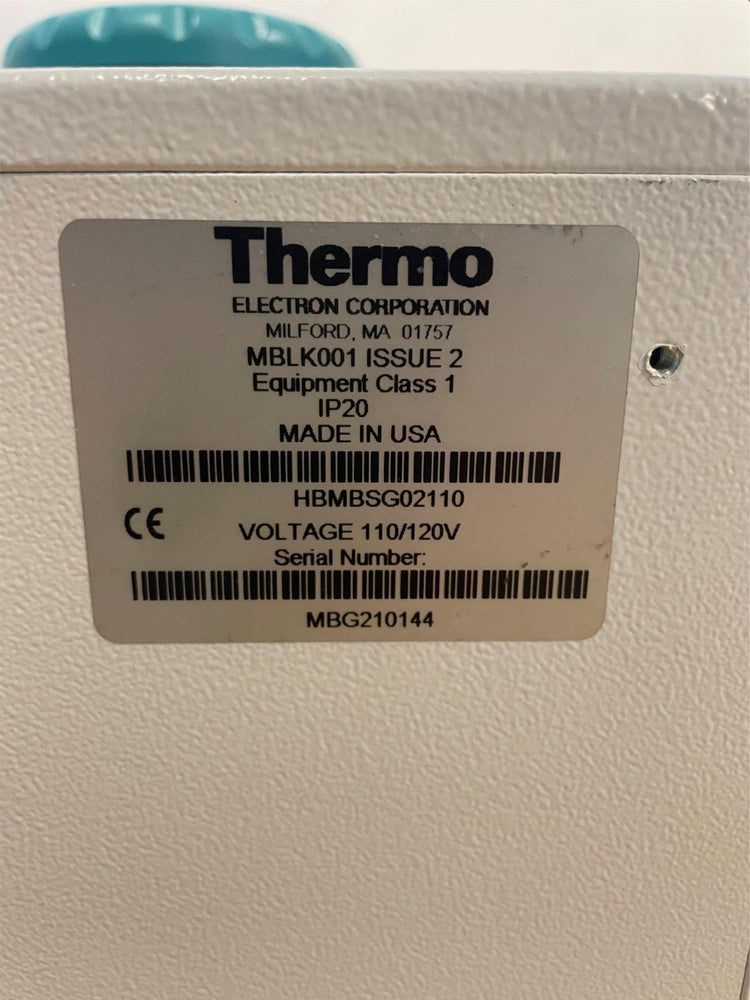 Thermo
ELECTRON CORPORATION
MILFORD, MA 01757
MBLK001 ISSUE 2
Equipment Class 1
IP20
MADE IN USA
HBMBSG02110
CE VOLTAGE 110/120V
Serial Number:
MBG210144